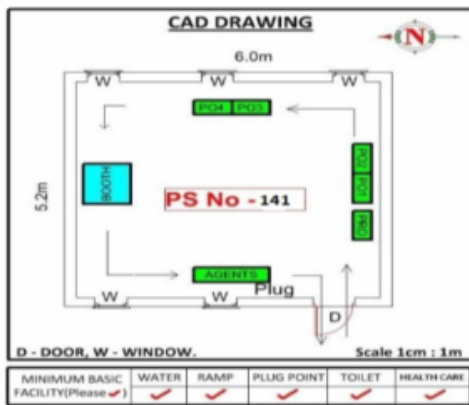 CAD DRAWING
N
6.0m
W W W
PO4 PO3
5.2m
BOOTH
PO2
PO1
PRO
PS No - 141
AGENTS
Plug
W W
D
D - DOOR, W - WINDOW. Scale 1cm : 1m
MINIMUM BASIC FACILITY(Please ✓) WATER RAMP PLUG POINT TOILET HEALTH CARE
✓ ✓ ✓ ✓ ✓